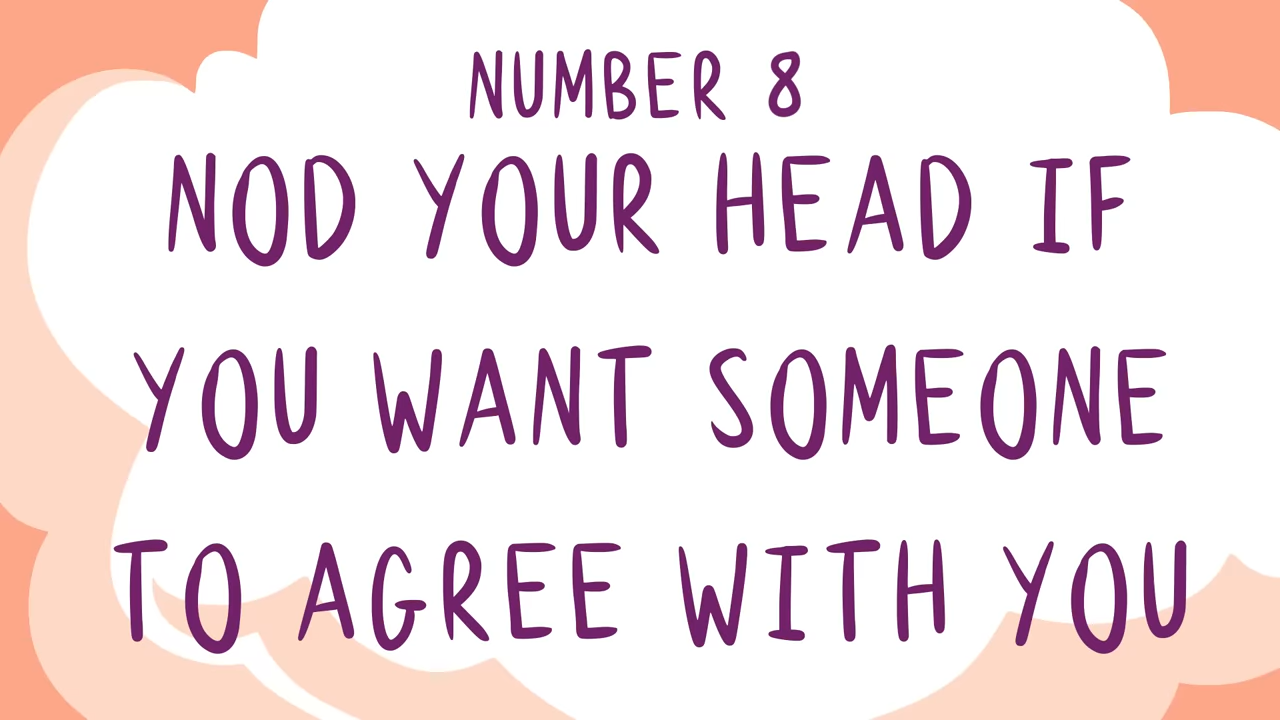 NUMBER 8
NOD YOUR HEAD IF
YOU WANT SOMEONE
TO AGREE WITH YOU